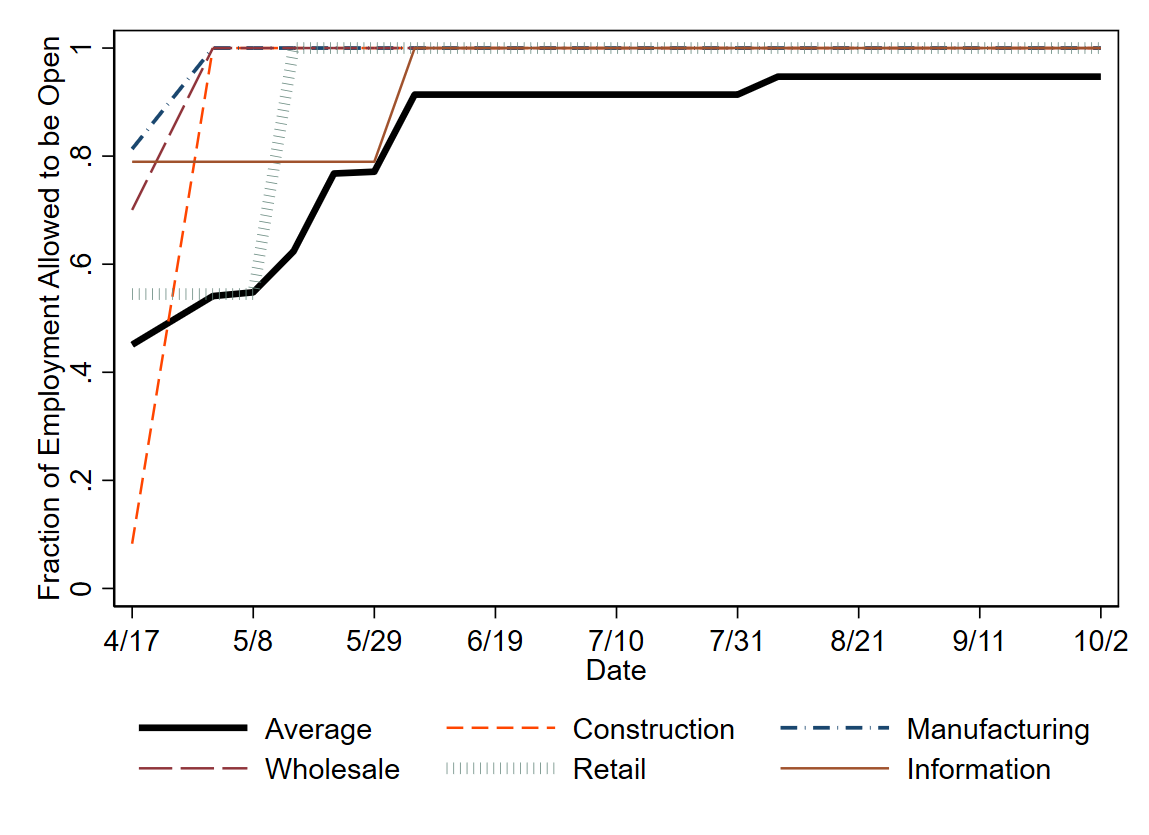 Fraction of Employment Allowed to be Open
1
.8
.6
.4
.2
0
4/17 5/8 5/29 6/19 7/10 7/31 8/21 9/11 10/2
Date
Average Construction Manufacturing
Wholesale Retail Information